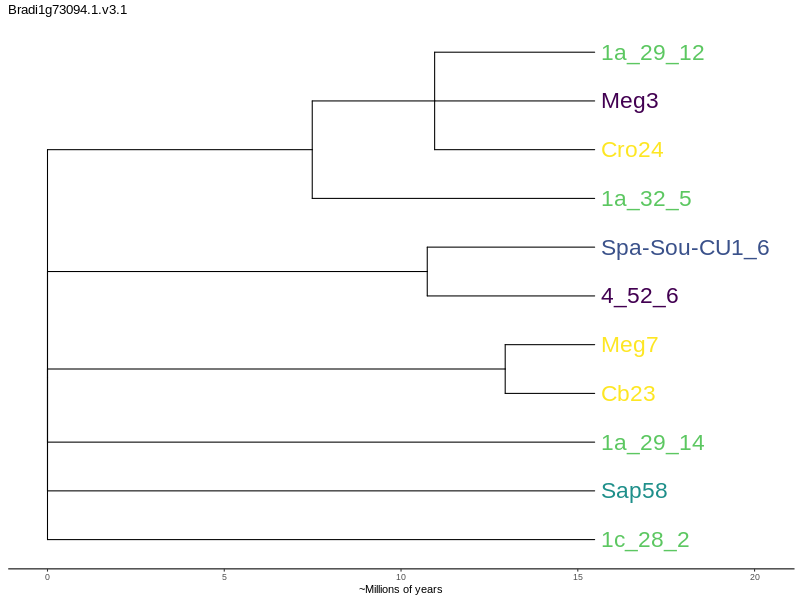 Bradi1g73094.1.v3.1
1a_29_12
Meg3
Cro24
1a_32_5
Spa-Sou-CU1_6
4_52_6
Meg7
Cb23
1a_29_14
Sap58
1c_28_2
0 5 10 15 20
~Millions of years